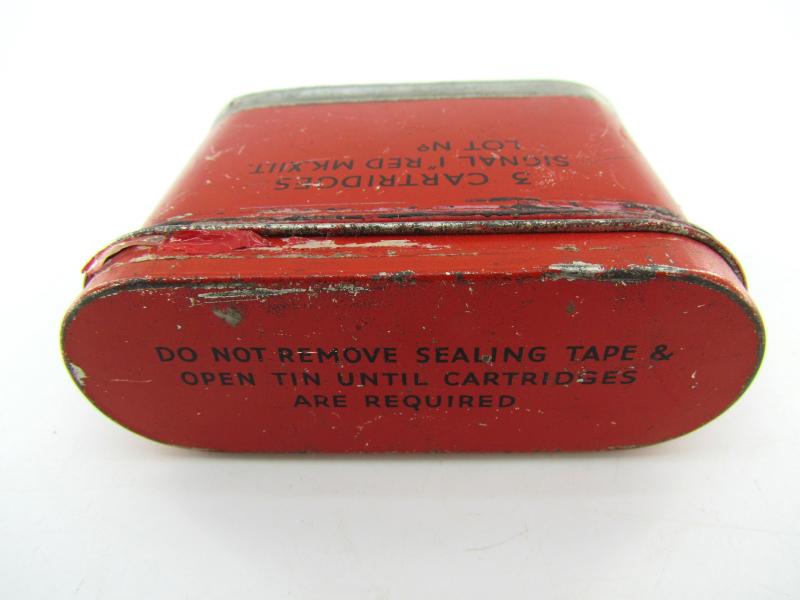 3 CARTRIDGES
SIGNAL 1" RED MK XIII T.
LOT Nº
DO NOT REMOVE SEALING TAPE &
OPEN TIN UNTIL CARTRIDGES
ARE REQUIRED